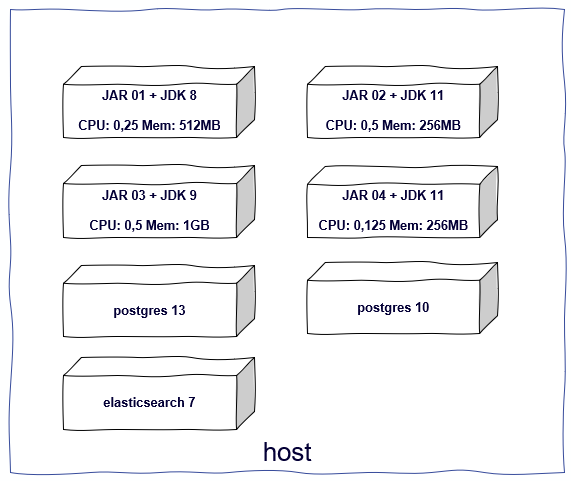 JAR 01 + JDK 8
CPU: 0,25 Mem: 512MB
JAR 02 + JDK 11
CPU: 0,5 Mem: 256MB
JAR 03 + JDK 9
CPU: 0,5 Mem: 1GB
JAR 04 + JDK 11
CPU: 0,125 Mem: 256MB
postgres 13
postgres 10
elasticsearch 7
host